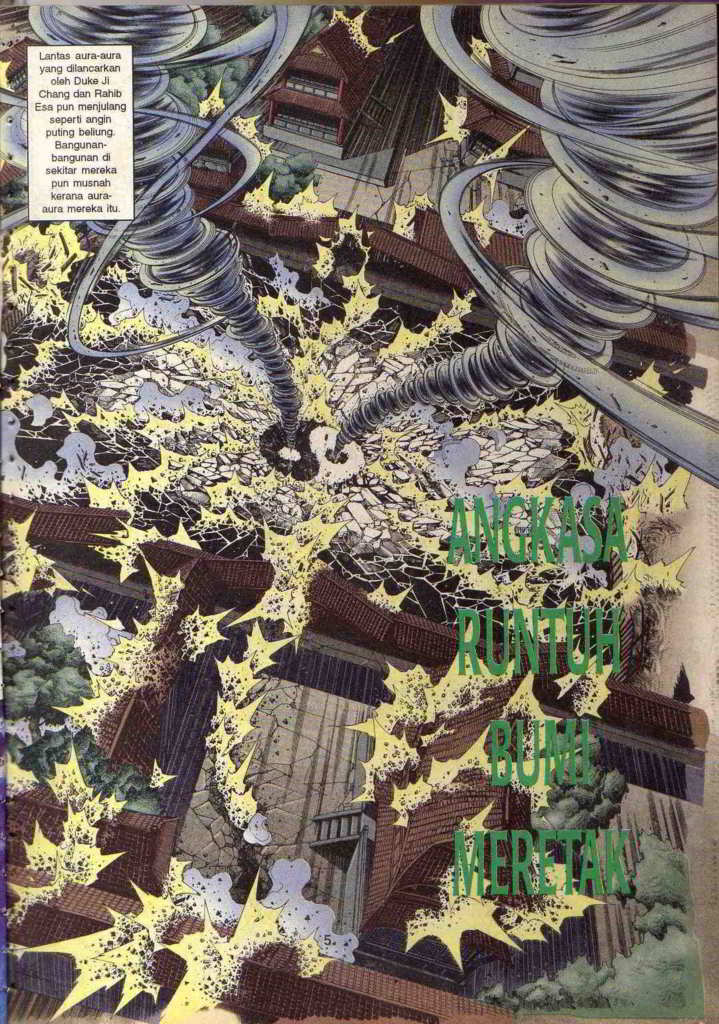 Lantas aura-aura
yang dilancarkan
oleh Duke Ji
Chang dan Rahib
Esa pun menjulang
seperti angin
puting beliung.
Bangunan-
bangunan di
sekitar mereka
pun musnah
kerana aura-
aura mereka itu.
ANGKASA
RUNTUH
BUMI
MERETAK
5